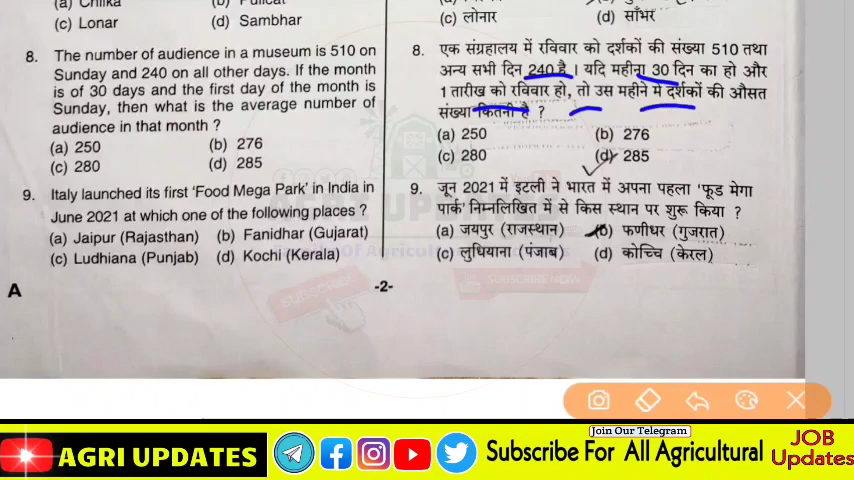 (a) Chilka
(b) Pulicat
(c) Lonar
(d) Sambhar
8. The number of audience in a museum is 510 on
Sunday and 240 on all other days. If the month
is of 30 days and the first day of the month is
Sunday, then what is the average number of
audience in that month ?
(a) 250
(b) 276
(c) 280
(d) 285
9. Italy launched its first 'Food Mega Park' in India in
June 2021 at which one of the following places ?
(a) Jaipur (Rajasthan) (b) Fanidhar (Gujarat)
(c) Ludhiana (Punjab) (d) Kochi (Kerala)
(c) लोनार
(d) साँभर
8. एक संग्रहालय में रविवार को दर्शकों की संख्या 510 तथा
अन्य सभी दिन 240 है । यदि महीना 30 दिन का हो और
1 तारीख को रविवार हो, तो उस महीने में दर्शकों की औसत
संख्या कितनी है ?
(a) 250
(b) 276
(c) 280
(d) 285
9. जून 2021 में इटली ने भारत में अपना पहला 'फूड मेगा
पार्क' निम्नलिखित में से किस स्थान पर शुरू किया ?
(a) जयपुर (राजस्थान) (b) फणीधर (गुजरात)
(c) लुधियाना (पंजाब) (d) कोच्चि (केरल)
A
-2-
AGRI UPDATES
SUBSCRIBE
SUBSCRIBE NOW
AGRI UPDATES
Join Our Telegram
Subscribe For All Agricultural
JOB
Updates